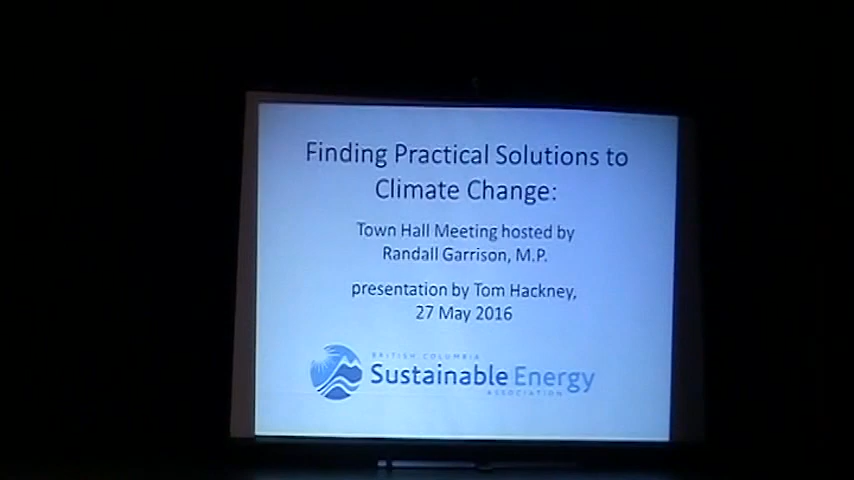 Finding Practical Solutions to
Climate Change:
Town Hall Meeting hosted by
Randall Garrison, M.P.
presentation by Tom Hackney,
27 May 2016
BRITISH COLUMBIA
Sustainable Energy
ASSOCIATION